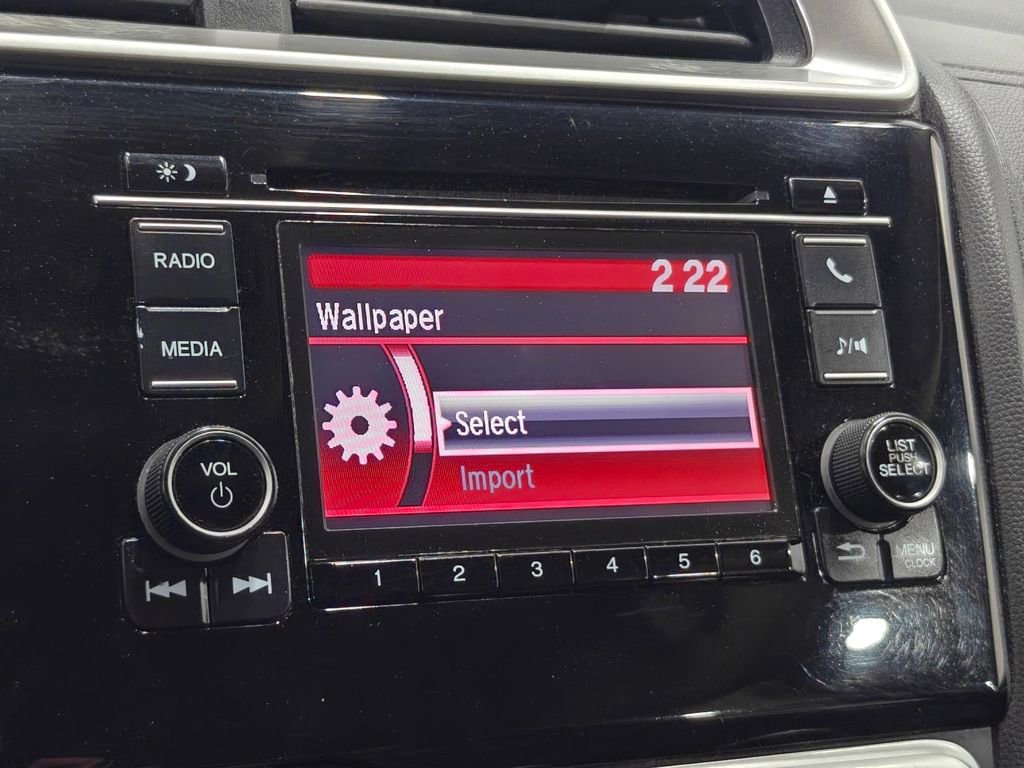 RADIO
2 22
Wallpaper
MEDIA
Select
Import
VOL
LIST
PUSH
SELECT
MENU
CLOCK
1 2 3 4 5 6